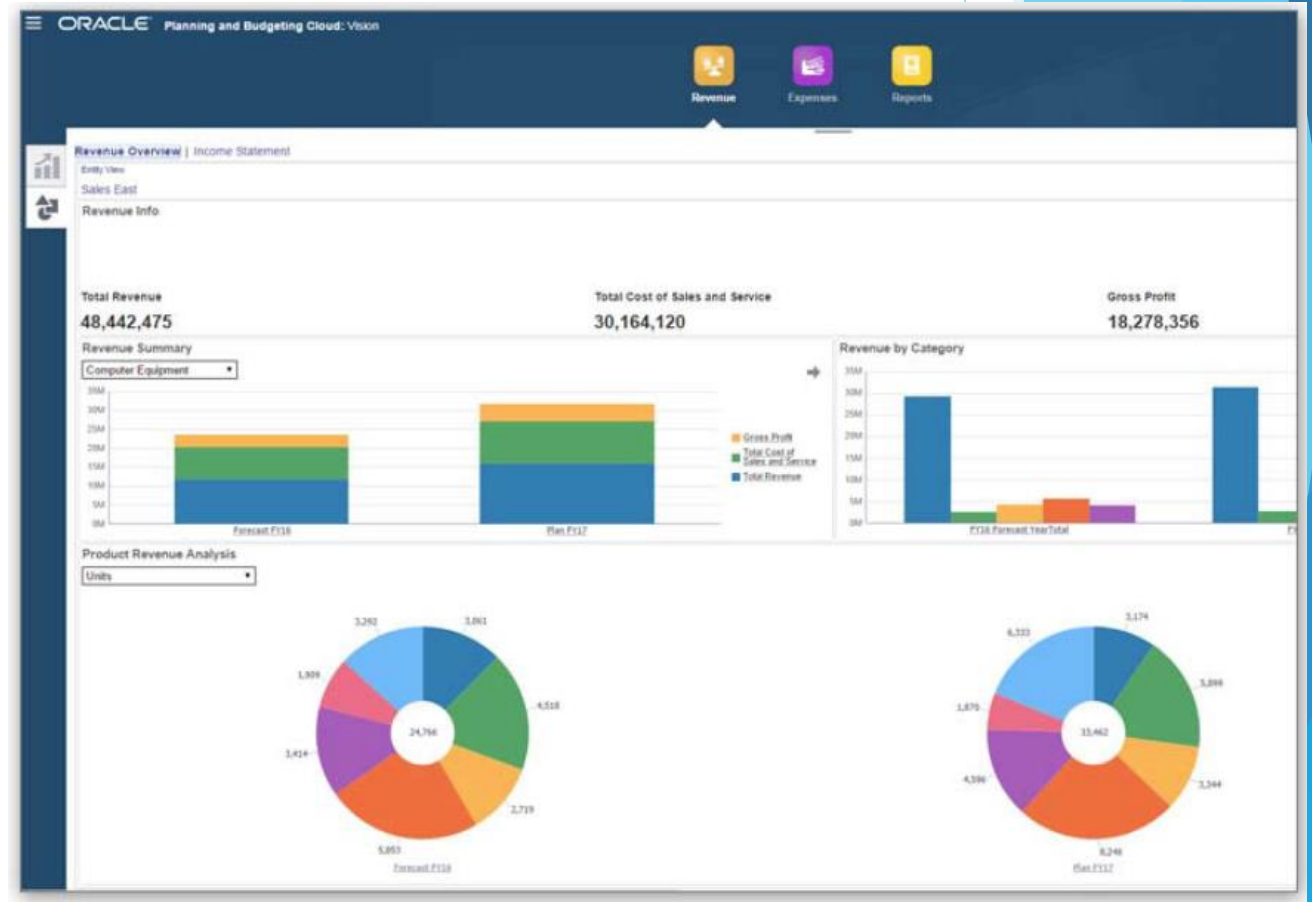 ORACLE Planning and Budgeting Cloud: Vision
Revenue Expenses Reports
Revenue Overview | Income Statement
Entity View
Sales East
Revenue Info
Total Revenue Total Cost of Sales and Service Gross Profit
48,442,475 30,164,120 18,278,356
Revenue Summary
Computer Equipment
35M
30M
25M
20M
15M
10M
5M
0M
Forecast FY16 Plan FY17
Gross Profit
Total Cost of
Sales and Service
Total Revenue
Revenue by Category
35M
30M
25M
20M
15M
10M
5M
0M
FY16 Forecast YearTotal
Product Revenue Analysis
Units
3,292 3,061
1,909 4,518
24,766
3,414 2,719
5,853
Forecast FY16
6,333 3,174
1,870 5,899
33,462
4,596 3,344
8,246
Plan FY17